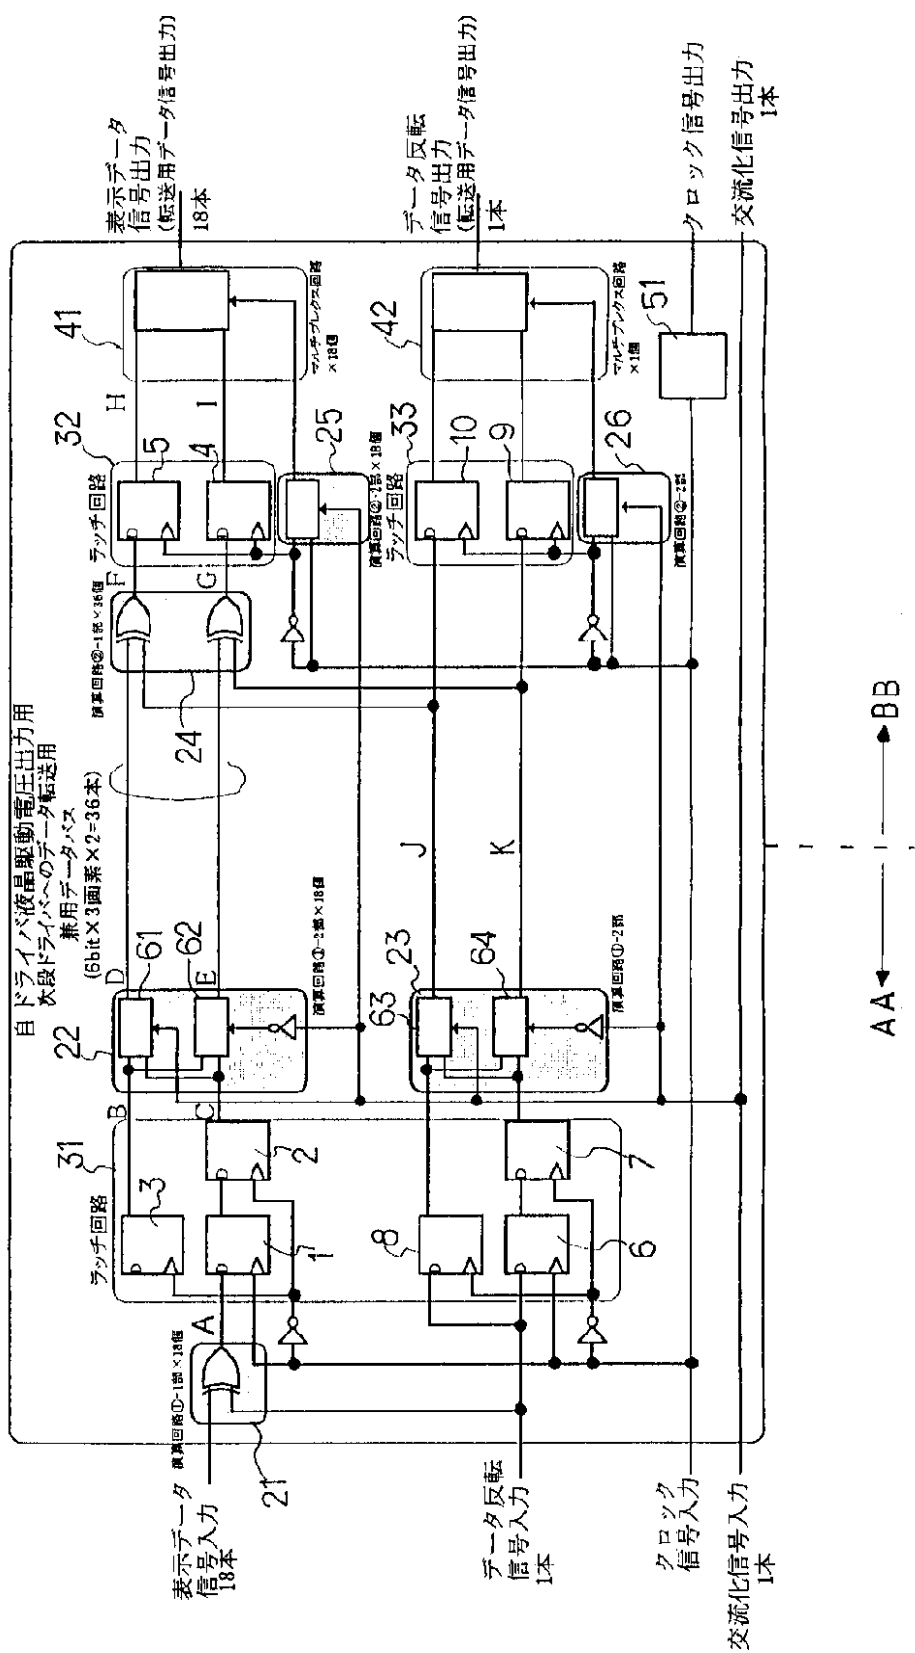 自ドライバ液晶駆動電圧出力用
次段ドライバへのデータ転送用
兼用データバス
(6bit×3画素×2=36本)
表示データ
信号入力
18本
演算回路①-1部×18個
21
A
ラッチ回路
31
3
1
2
B
C
22
D
61
E
62
演算回路①-2部×18個
24
演算回路②-1部×36個
F
G
ラッチ回路
32
5
4
25
演算回路②-2部×18個
H
I
41
マルチプレクス回路
×18個
表示データ
信号出力
(転送用データ信号出力)
18本
データ反転
信号入力
1本
8
6
7
63
23
64
演算回路①-2部
J
K
ラッチ回路
33
10
9
26
演算回路②-2部
42
マルチプレクス回路
×1個
データ反転
信号出力
(転送用データ信号出力)
1本
クロック
信号入力
51
クロック信号出力
交流化信号入力
1本
交流化信号出力
1本
AA
BB